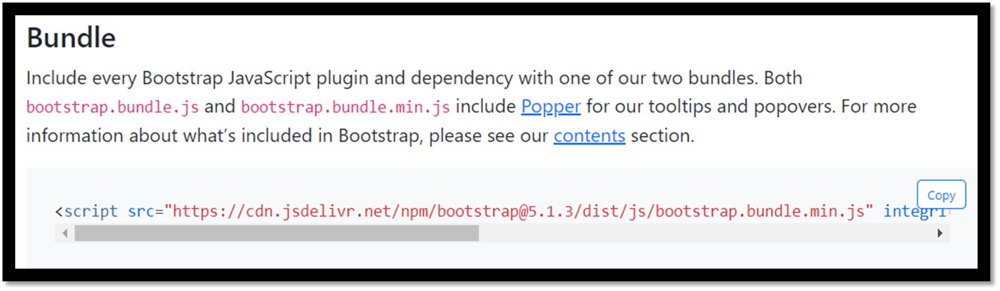 Bundle
Include every Bootstrap JavaScript plugin and dependency with one of our two bundles. Both
bootstrap.bundle.js and bootstrap.bundle.min.js include Popper for our tooltips and popovers. For more
information about what’s included in Bootstrap, please see our contents section.
Copy
<script src="https://cdn.jsdelivr.net/npm/bootstrap@5.1.3/dist/js/bootstrap.bundle.min.js" integri